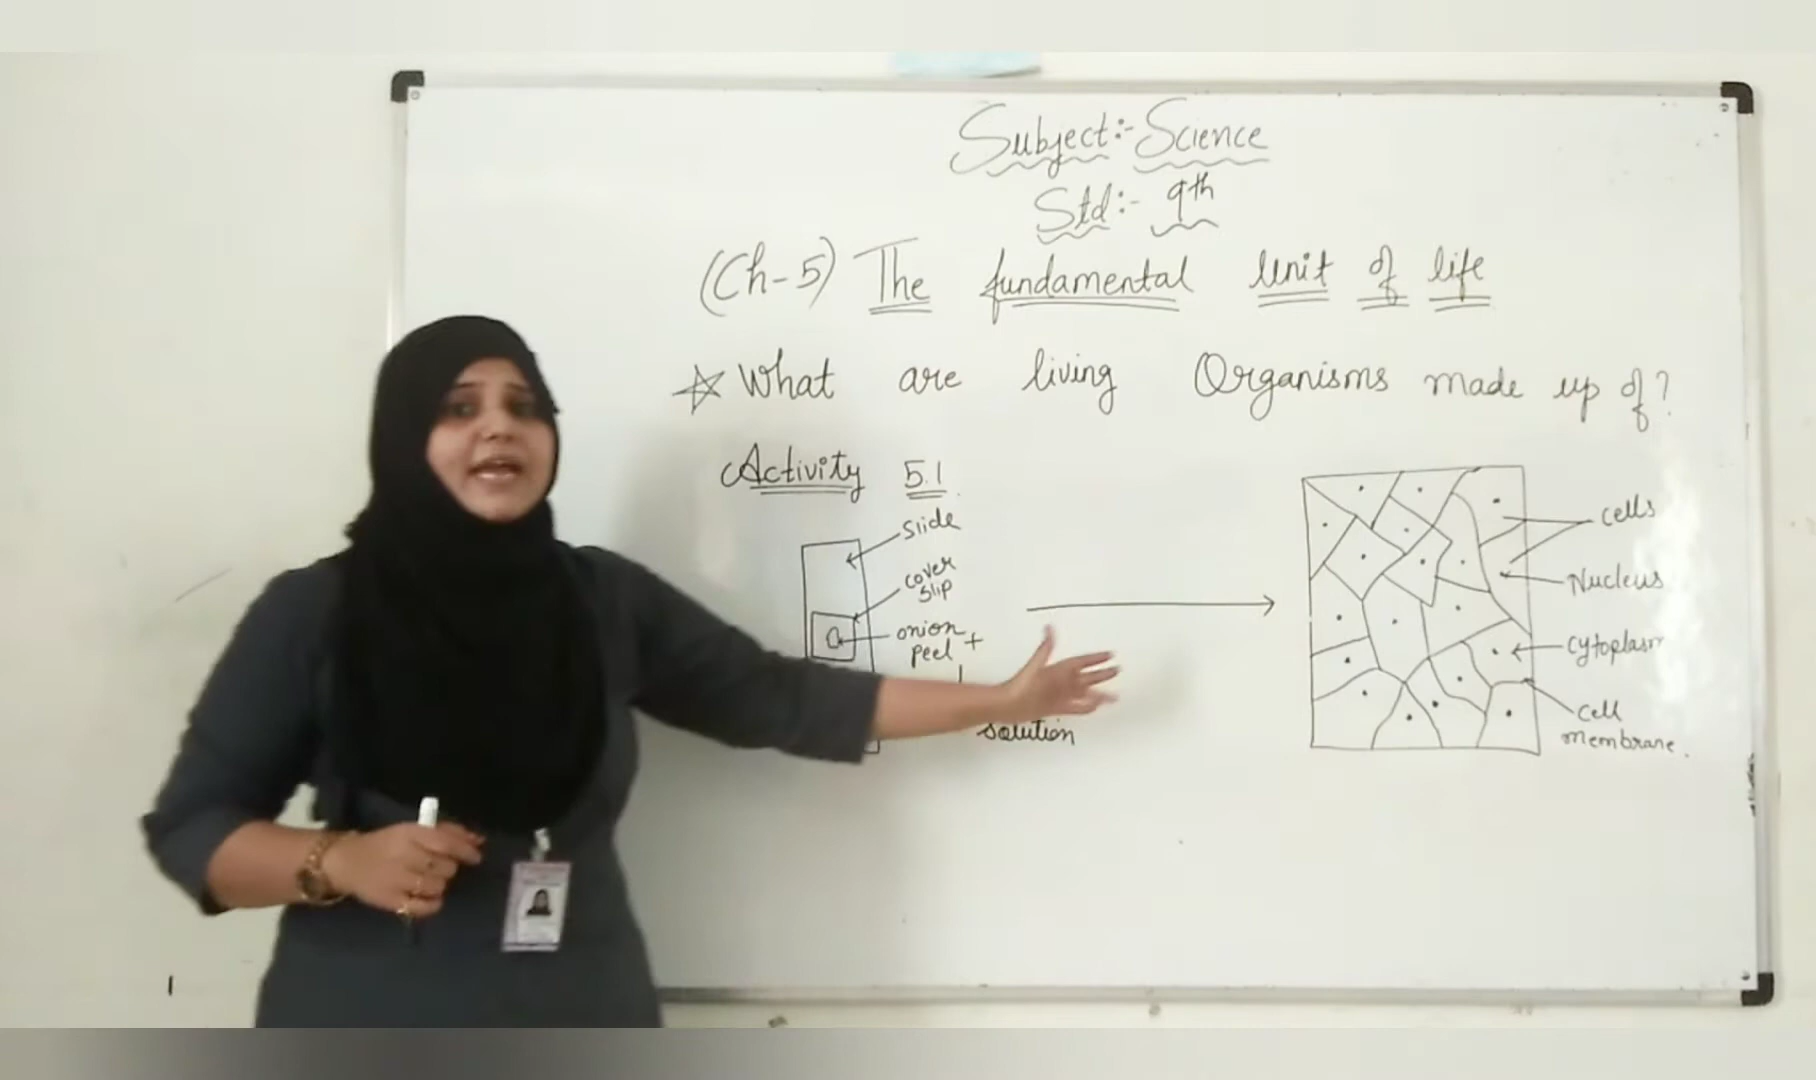 Subject:- Science
Std:- 9th
(Ch-5) The fundamental Unit of life
☆ What are living Organisms made up of?
Activity 5.1
Slide
cover
slip
onion +
peel
solution
cells
Nucleus
cytoplasm
cell
membrane.